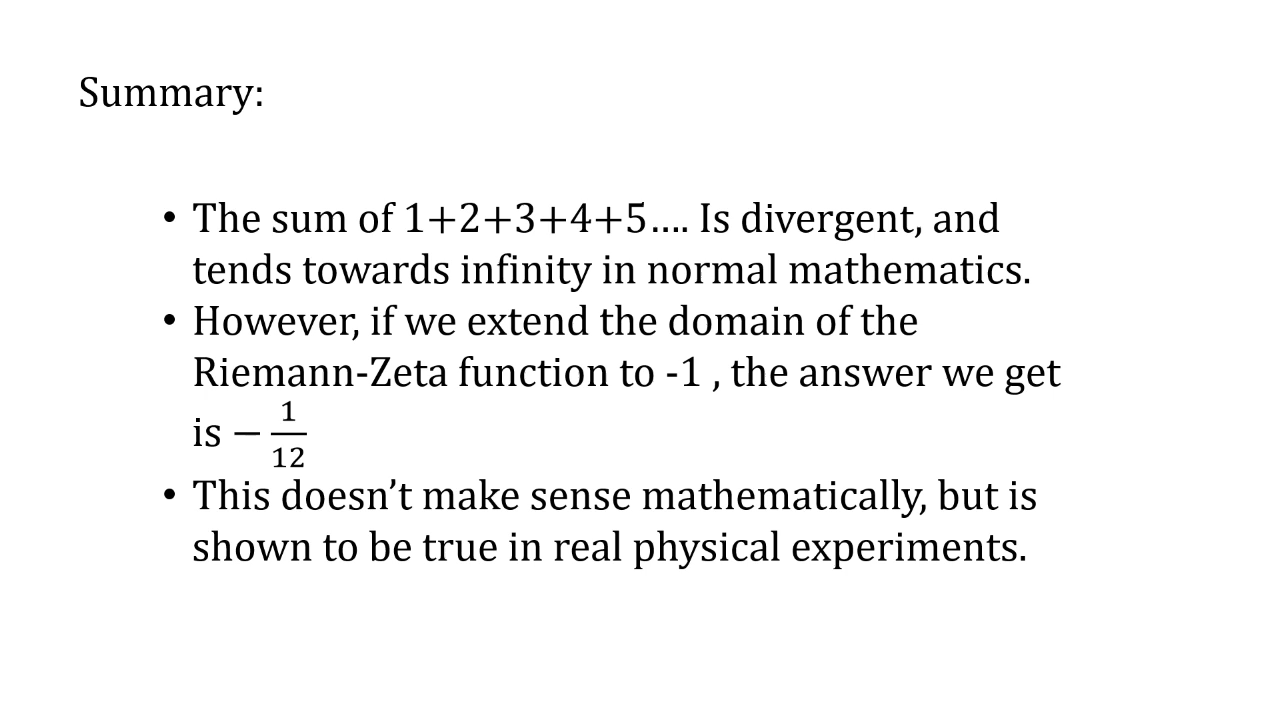 Summary:
• The sum of 1+2+3+4+5.... Is divergent, and
tends towards infinity in normal mathematics.
• However, if we extend the domain of the
Riemann-Zeta function to -1 , the answer we get
is − 1/12
• This doesn’t make sense mathematically, but is
shown to be true in real physical experiments.